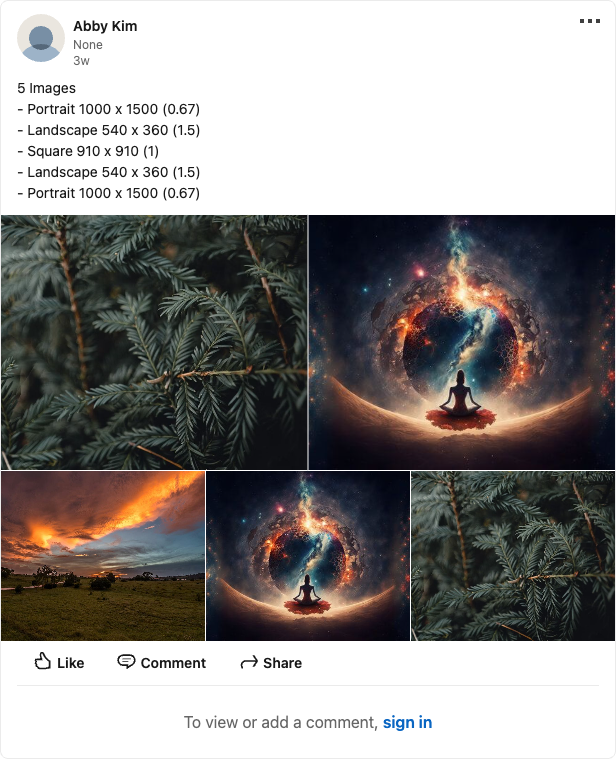 Abby Kim
None
3w
5 Images
- Portrait 1000 x 1500 (0.67)
- Landscape 540 x 360 (1.5)
- Square 910 x 910 (1)
- Landscape 540 x 360 (1.5)
- Portrait 1000 x 1500 (0.67)
Like Comment Share
To view or add a comment, sign in